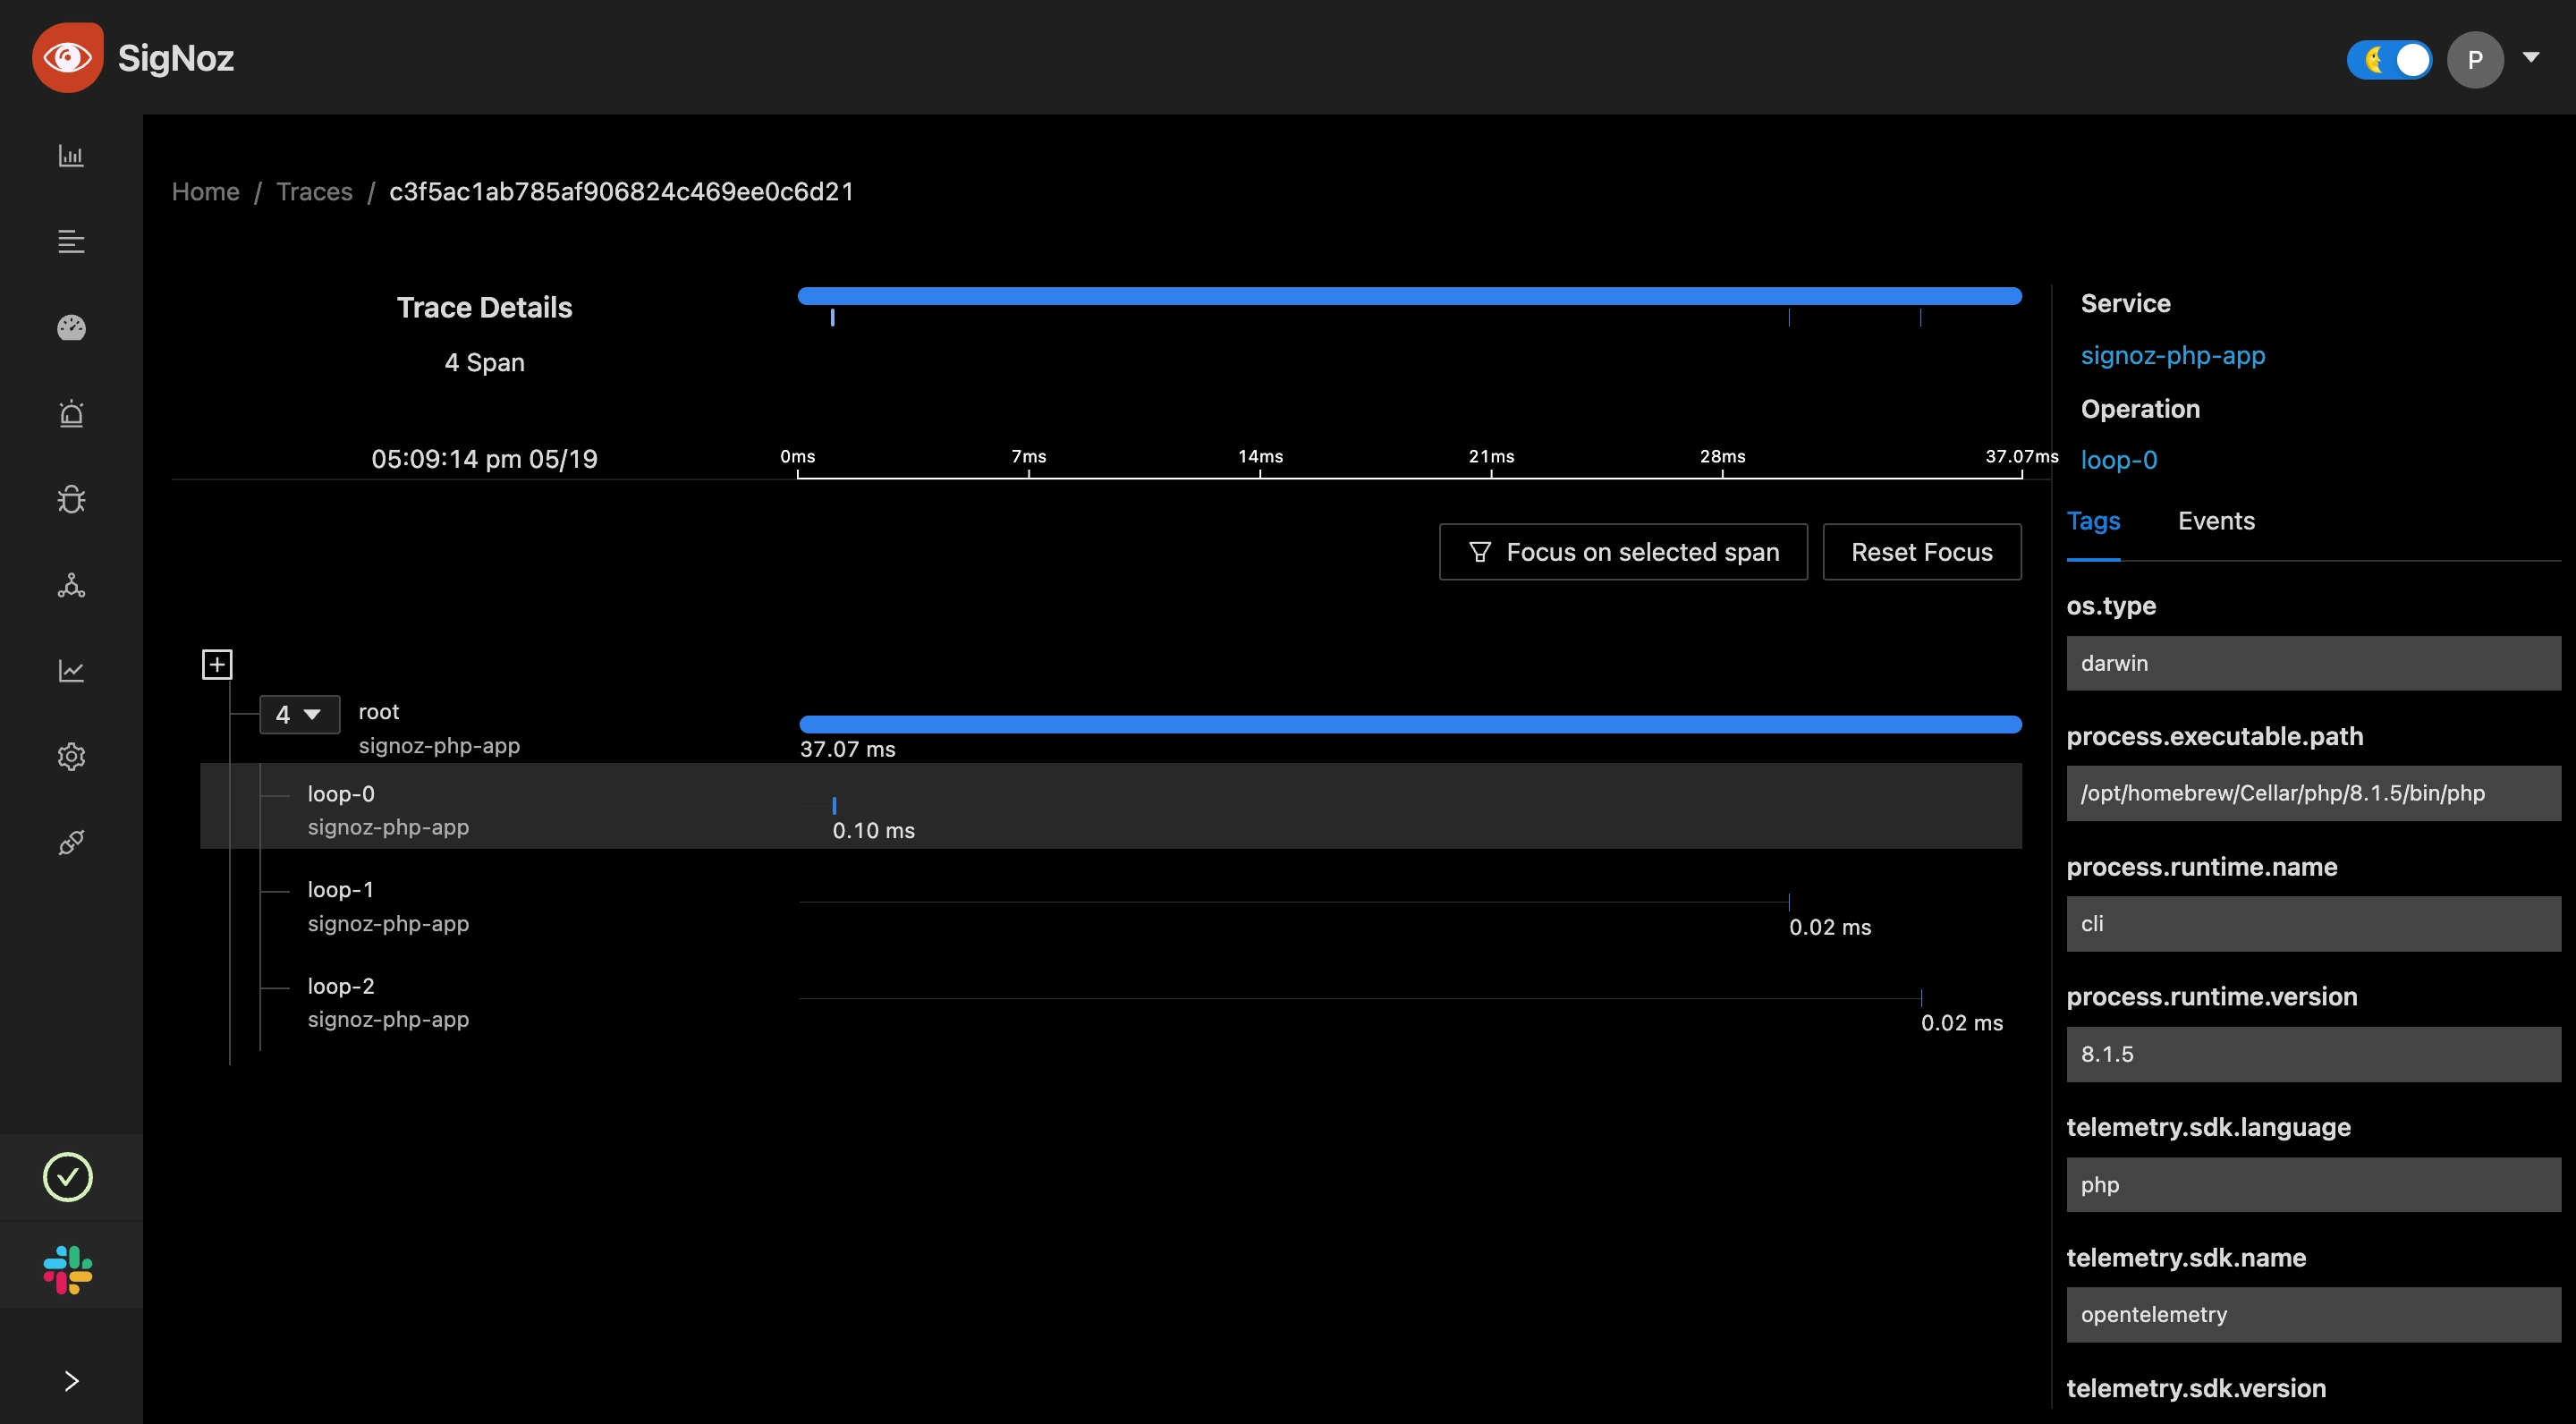 SigNoz
P
Home / Traces / c3f5ac1ab785af906824c469ee0c6d21
Trace Details
4 Span
05:09:14 pm 05/19
0ms 7ms 14ms 21ms 28ms 37.07ms
Focus on selected span
Reset Focus
4 root
signoz-php-app
37.07 ms
loop-0
signoz-php-app
0.10 ms
loop-1
signoz-php-app
0.02 ms
loop-2
signoz-php-app
0.02 ms
Service
signoz-php-app
Operation
loop-0
Tags Events
os.type
darwin
process.executable.path
/opt/homebrew/Cellar/php/8.1.5/bin/php
process.runtime.name
cli
process.runtime.version
8.1.5
telemetry.sdk.language
php
telemetry.sdk.name
opentelemetry
telemetry.sdk.version